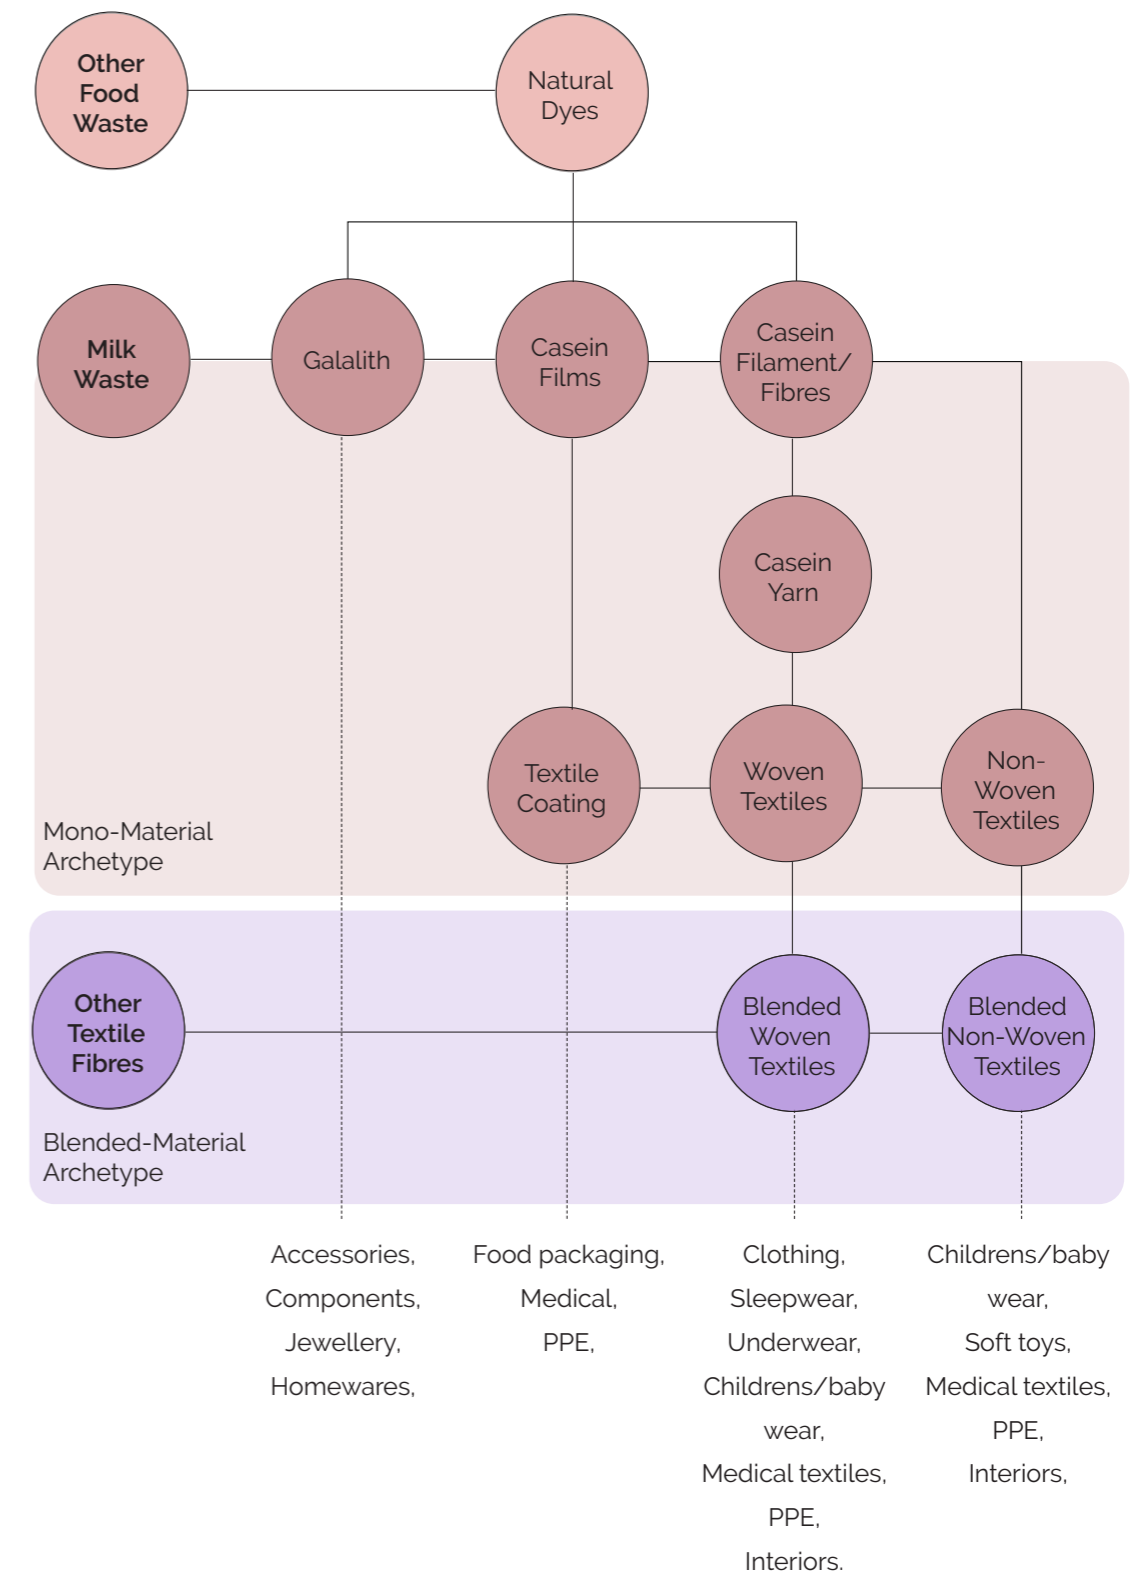 Other
Food
Waste
Natural
Dyes
Milk
Waste
Galalith
Casein
Films
Casein
Filament/
Fibres
Casein
Yarn
Textile
Coating
Woven
Textiles
Non-
Woven
Textiles
Mono-Material
Archetype
Other
Textile
Fibres
Blended
Woven
Textiles
Blended
Non-Woven
Textiles
Blended-Material
Archetype
Accessories,
Components,
Jewellery,
Homewares,
Food packaging,
Medical,
PPE,
Clothing,
Sleepwear,
Underwear,
Childrens/baby
wear,
Medical textiles,
PPE,
Interiors.
Childrens/baby
wear,
Soft toys,
Medical textiles,
PPE,
Interiors,